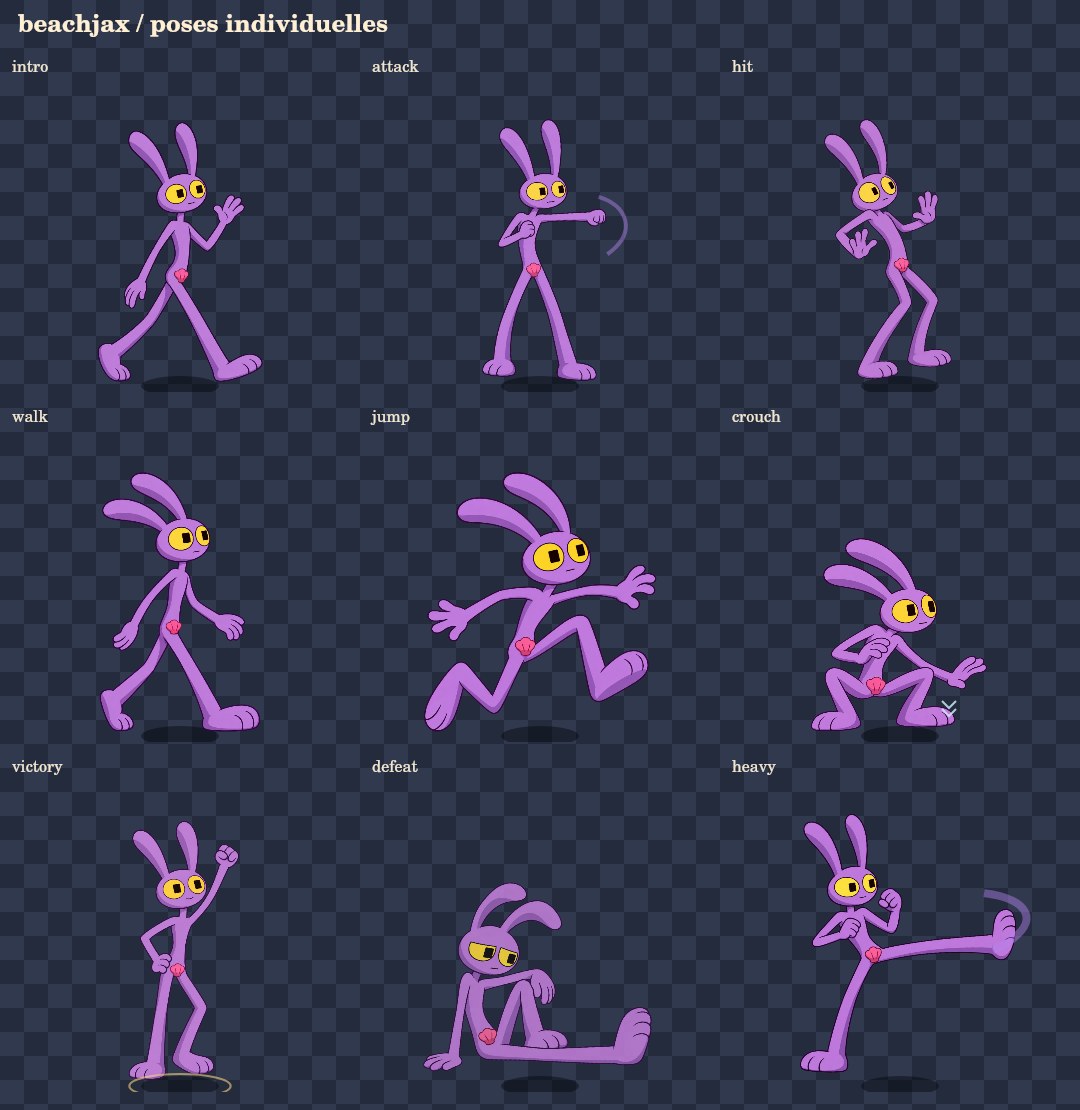 beachjax / poses individuelles
intro
attack
hit
walk
jump
crouch
victory
defeat
heavy